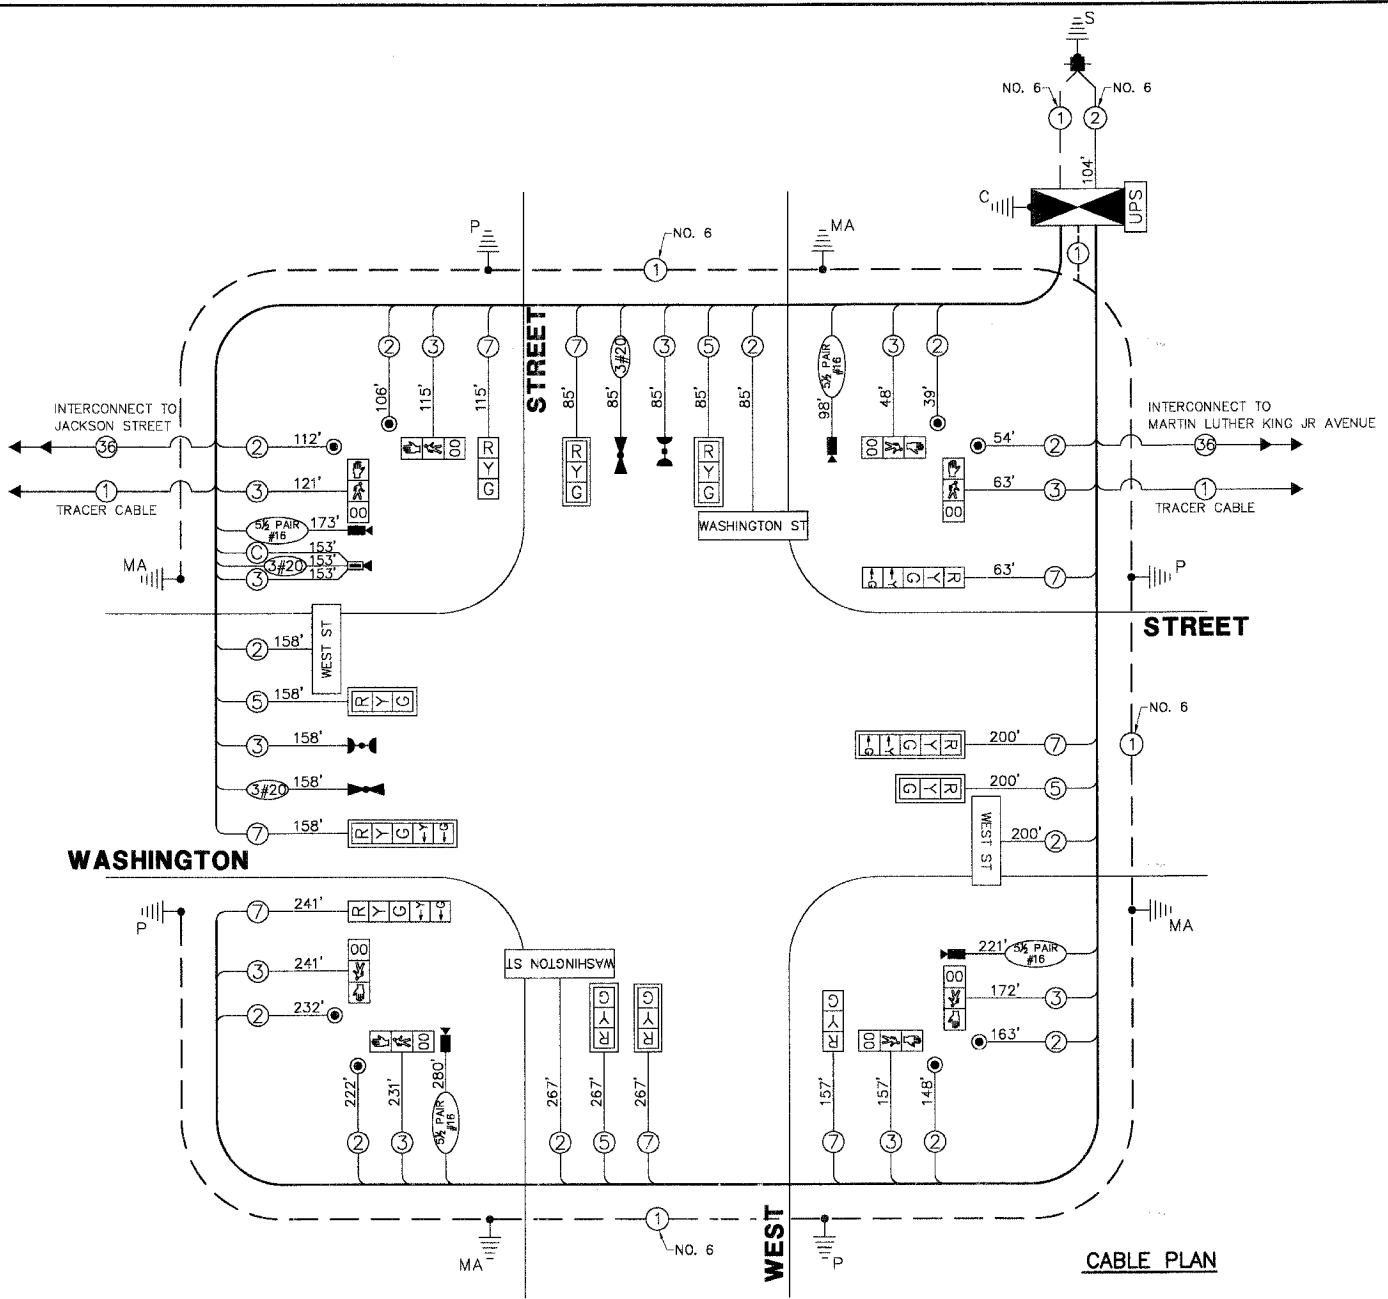 S
NO. 6
NO. 6
1
2
104'
C
UPS
1
P
NO. 6
MA
1
STREET
2
3
7
7
3#20
3
5
2
5½ PAIR
#16
3
2
106'
115'
115'
85'
85'
85'
85'
85'
98'
48'
39'
INTERCONNECT TO
JACKSON STREET
INTERCONNECT TO
MARTIN LUTHER KING JR AVENUE
36
2
112'
00
R
Y
G
R
Y
G
R
Y
G
00
54'
2
36
1
3
121'
00
63'
3
1
00
TRACER CABLE
TRACER CABLE
5½ PAIR
#16
173'
WASHINGTON ST
C
153'
3#20
153'
3
153'
MA
G
Y
G
Y
R
63'
7
P
STREET
2
158'
WEST ST
5
158'
R
Y
G
NO. 6
3
158'
G
Y
G
Y
R
200'
7
1
3#20
158'
G
Y
R
200'
5
7
158'
R
Y
G
Y
G
WEST ST
200'
2
WASHINGTON
P
7
241'
R
Y
G
Y
G
MA
3
241'
00
WASHINGTON ST
221'
5½ PAIR
#16
2
232'
00
172'
3
00
G
Y
R
G
Y
R
G
Y
R
00
163'
2
222'
231'
280'
267'
267'
267'
157'
157'
148'
2
3
5½ PAIR
#16
2
5
7
7
3
2
1
MA
NO. 6
WEST
P
CABLE PLAN